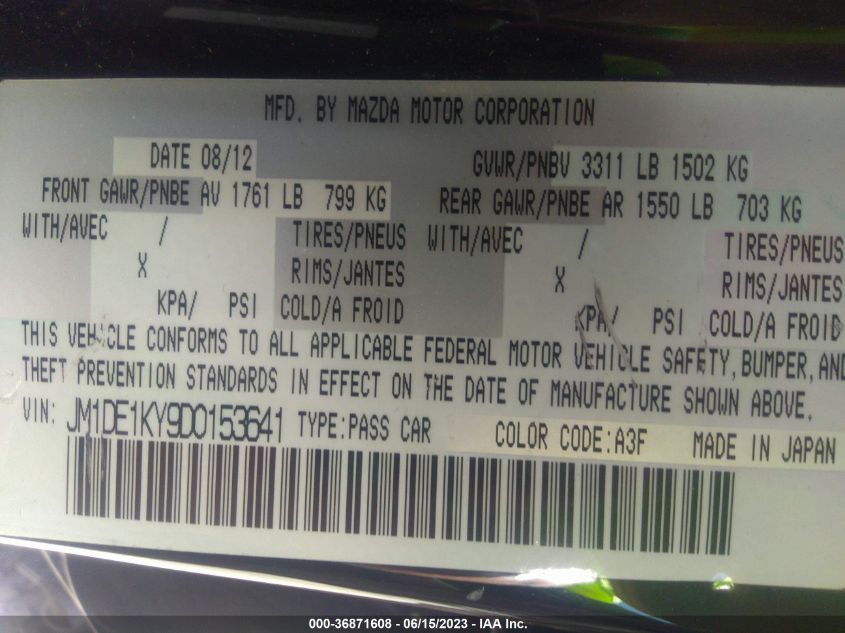 MFD. BY MAZDA MOTOR CORPORATION
DATE 08/12 GVWR/PNBV 3311 LB 1502 KG
FRONT GAWR/PNBE AV 1761 LB 799 KG REAR GAWR/PNBE AR 1550 LB 703 KG
WITH/AVEC / TIRES/PNEUS WITH/AVEC / TIRES/PNEUS
X RIMS/JANTES X RIMS/JANTES
KPA/ PSI COLD/A FROID KPA/ PSI COLD/A FROID
THIS VEHICLE CONFORMS TO ALL APPLICABLE FEDERAL MOTOR VEHICLE SAFETY, BUMPER, AND
THEFT PREVENTION STANDARDS IN EFFECT ON THE DATE OF MANUFACTURE SHOWN ABOVE.
VIN: JM1DE1KY9D0153641 TYPE:PASS CAR COLOR CODE:A3F MADE IN JAPAN
000-36871608 - 06/15/2023 - IAA Inc.